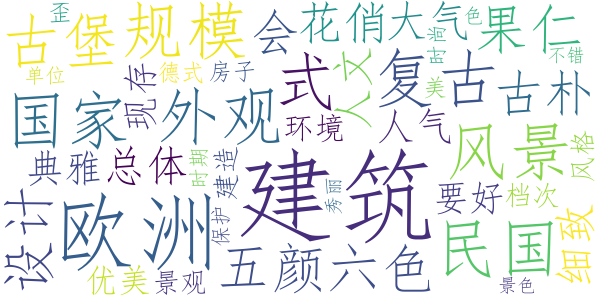 歪
古堡
规模
会
花俏
大气
色
时间
果仁
不错
单位
现存
德式
房子
式
人文
复古
美
古朴
国家
外观
环境
人气
风景
风格
典雅
总体
时期
建造
建筑
秀丽
要好
档次
细致
设计
欧洲
保护
民国
优美
景观
五颜六色
景色